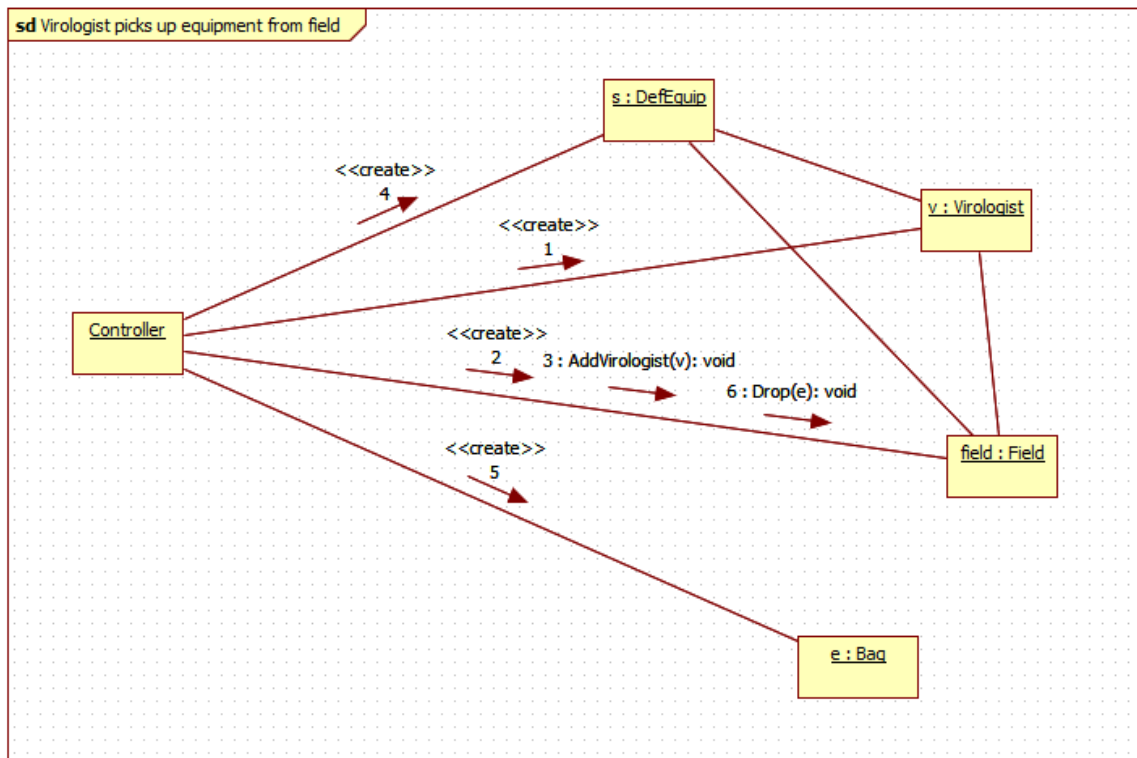 sd Virologist picks up equipment from field
s : DefEquip
<<create>>
4
v : Virologist
<<create>>
1
Controller
<<create>>
2
3 : AddVirologist(v): void
6 : Drop(e): void
<<create>>
5
field : Field
e : Bag